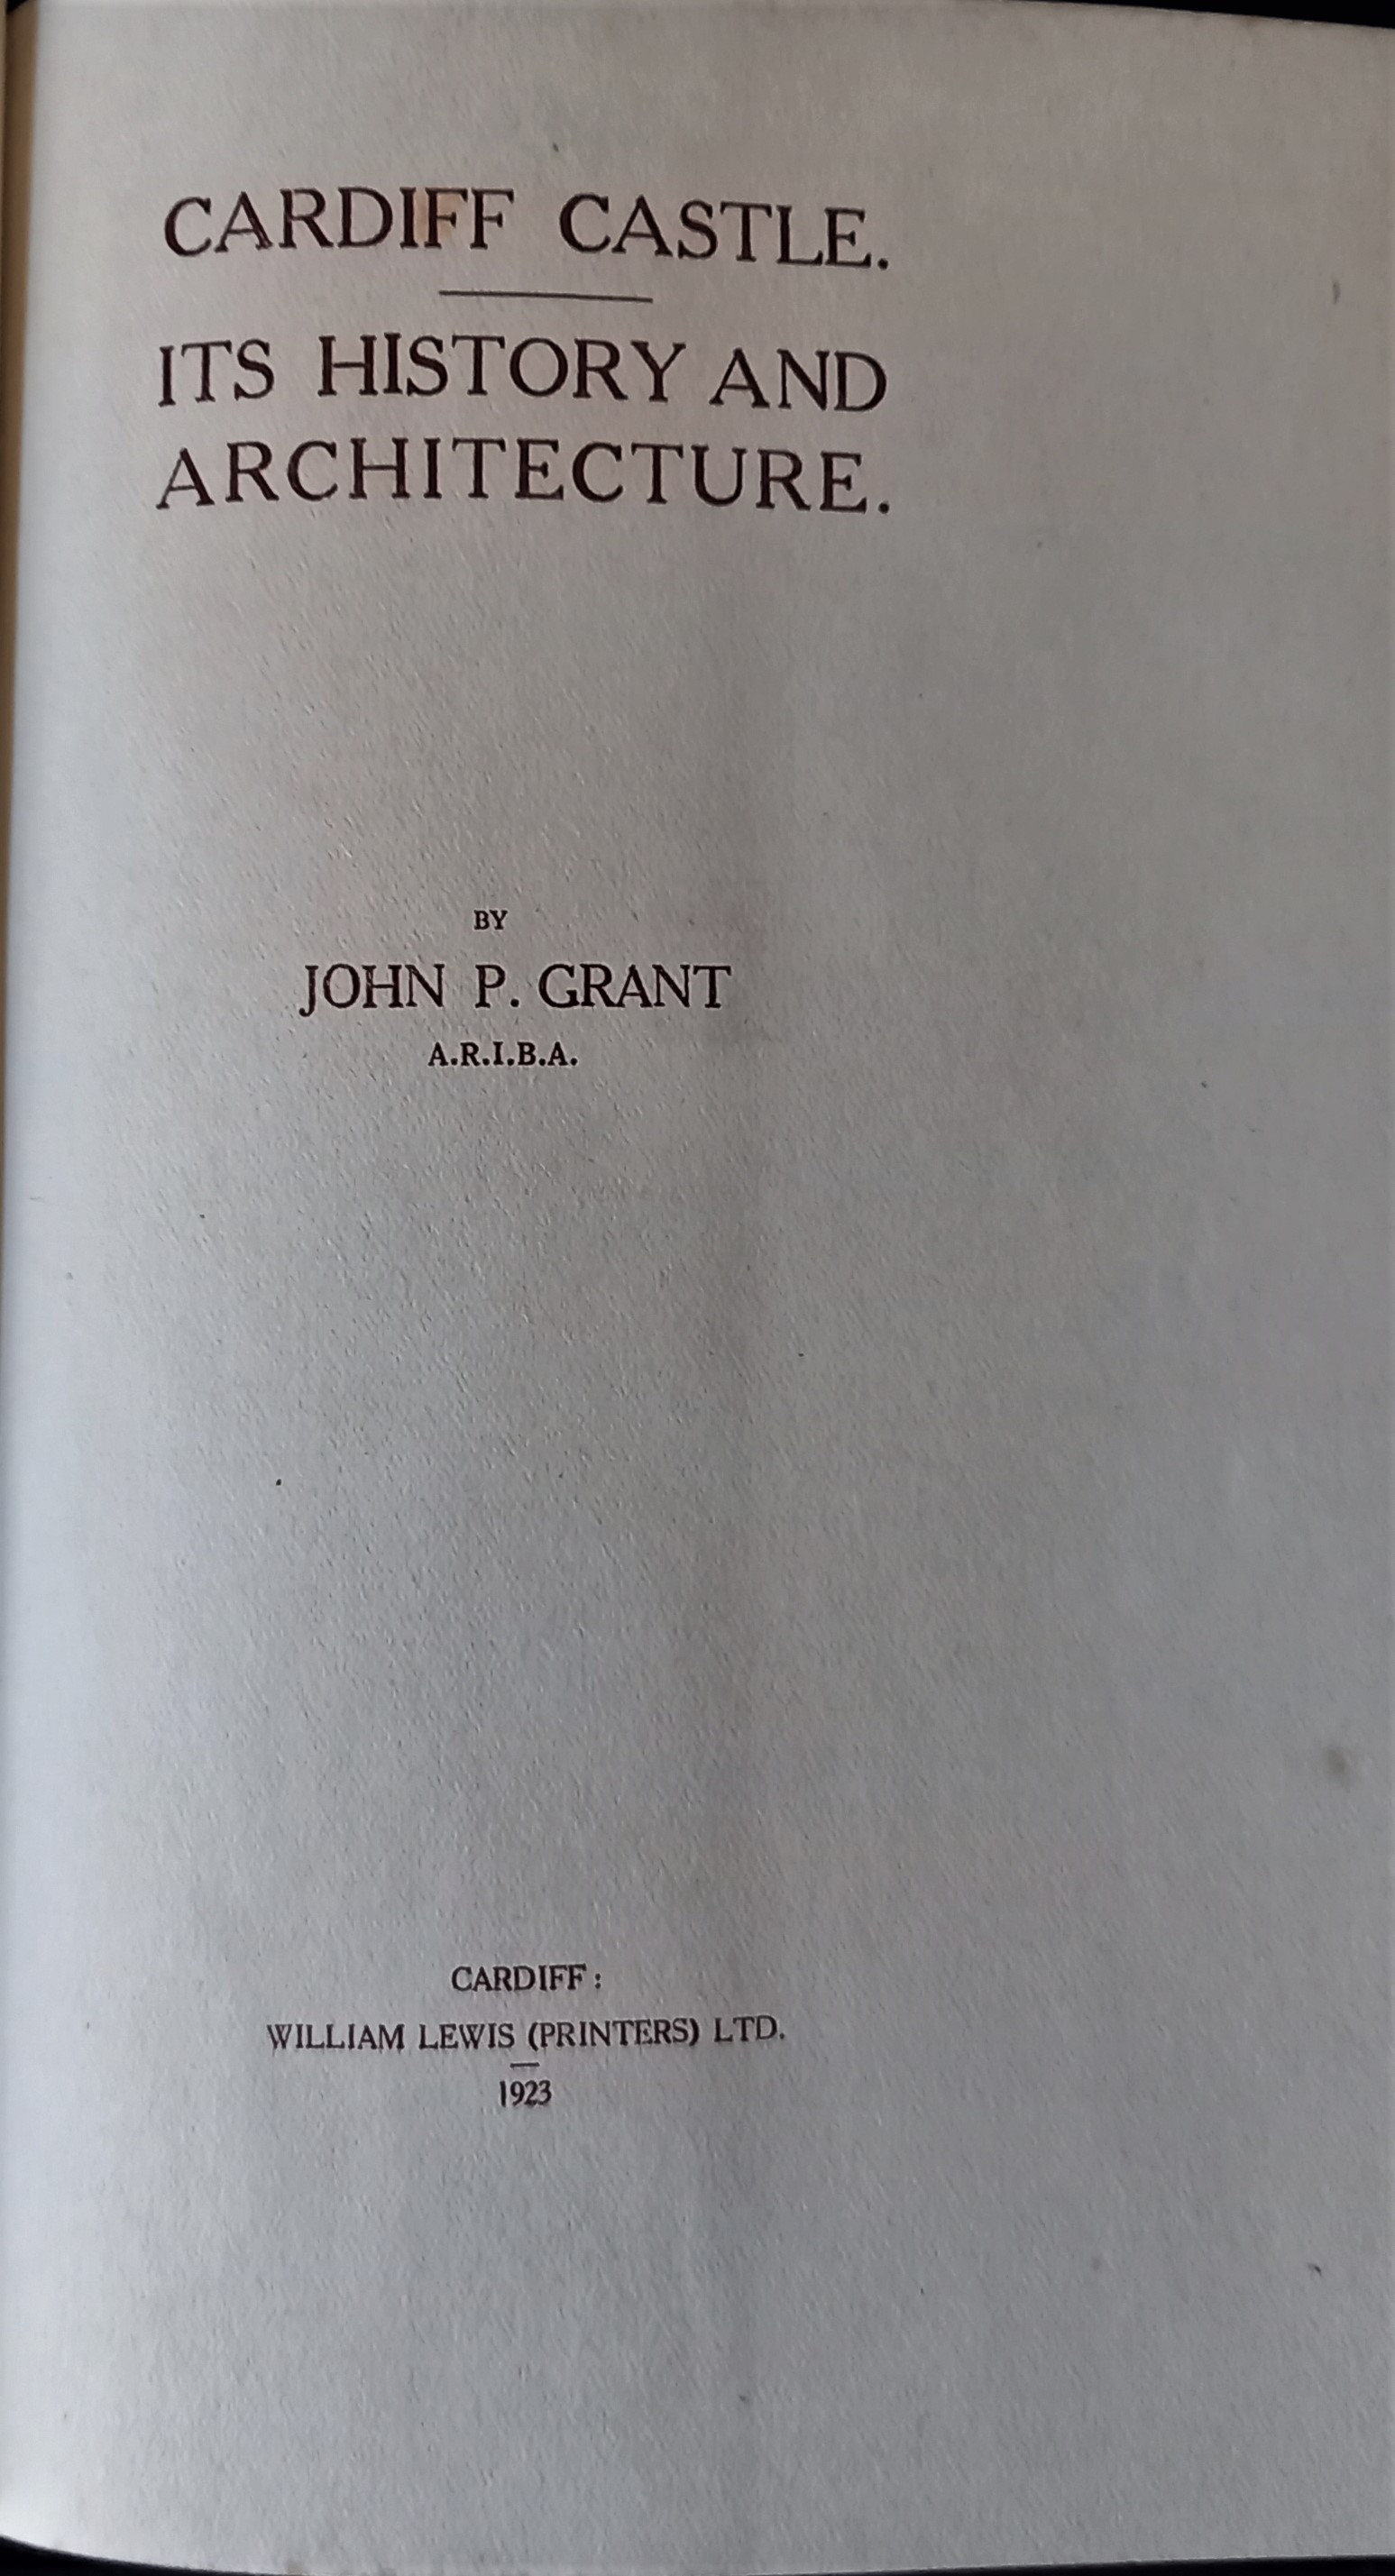 CARDIFF CASTLE.
ITS HISTORY AND
ARCHITECTURE.
BY
JOHN P. GRANT
A.R.I.B.A.
CARDIFF:
WILLIAM LEWIS (PRINTERS) LTD.
1923